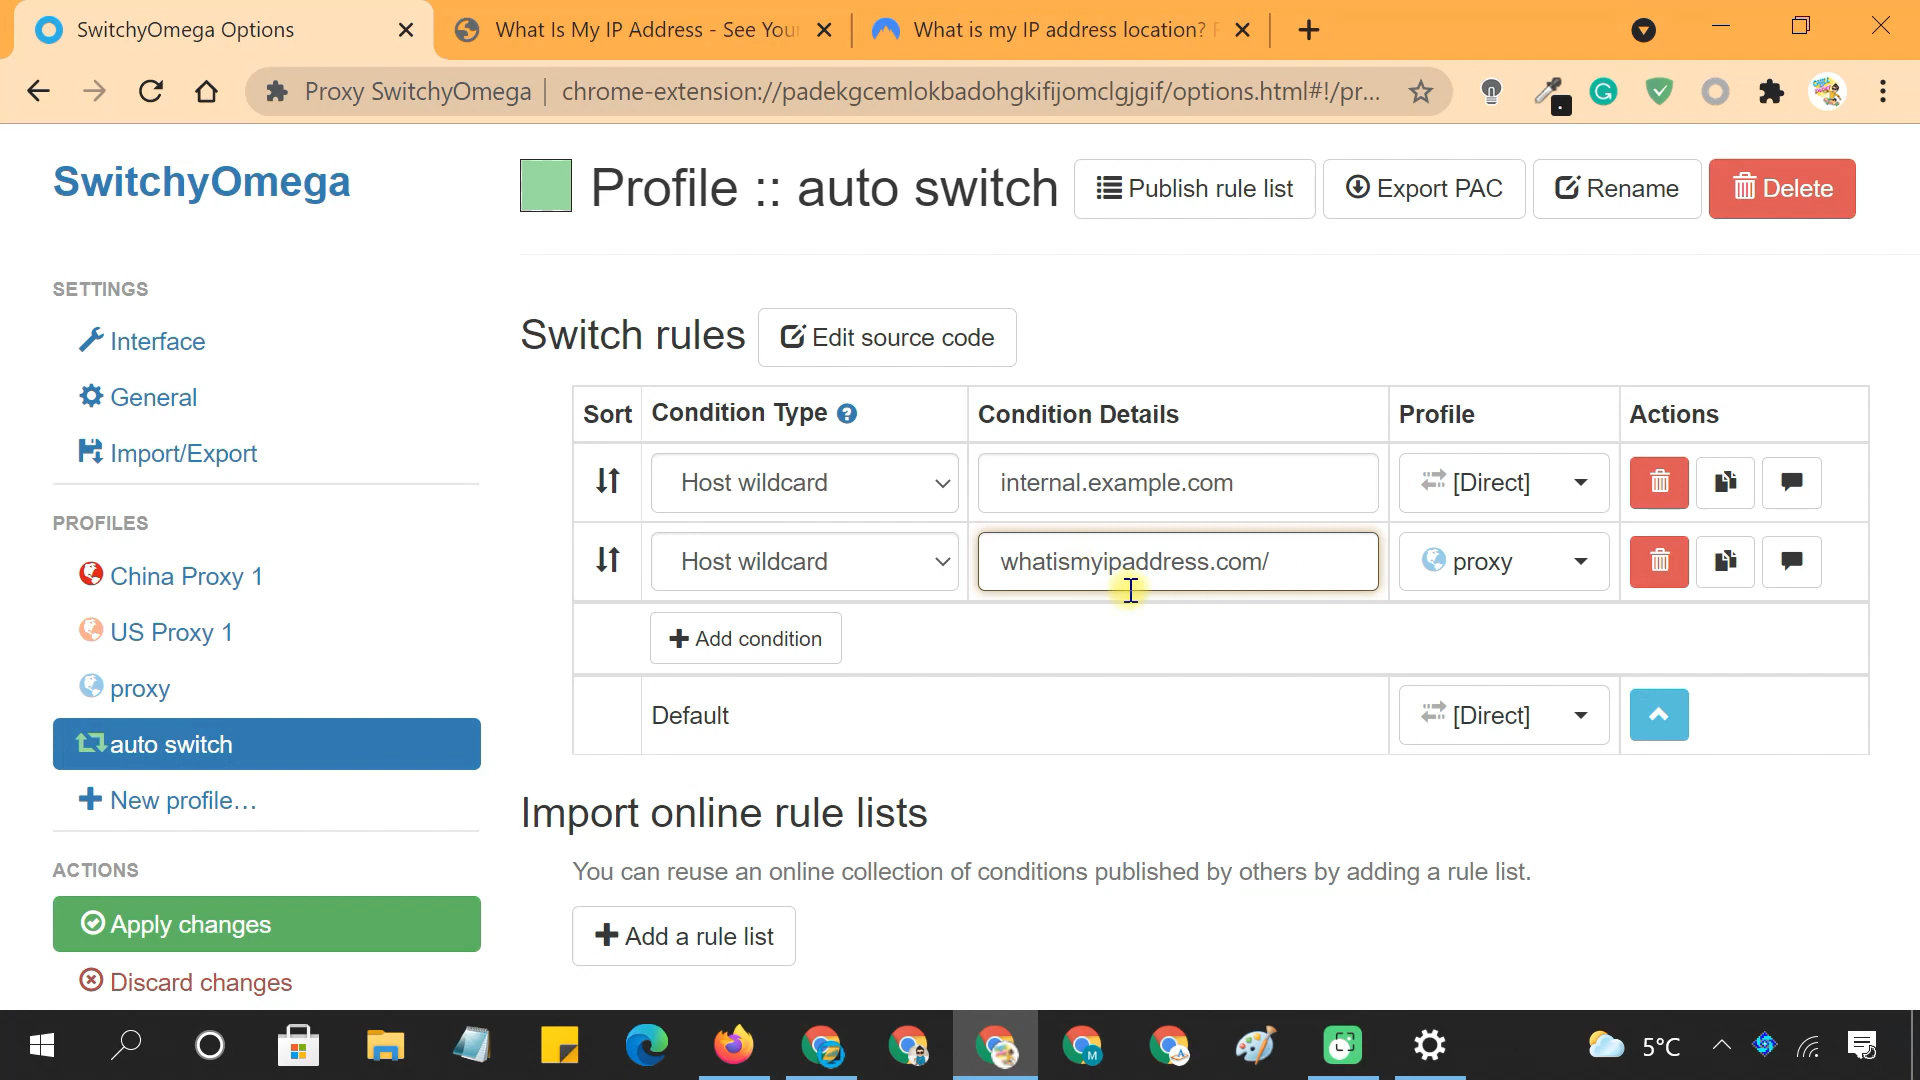 SwitchyOmega Options
What Is My IP Address - See You
What is my IP address location?
Proxy SwitchyOmega
chrome-extension://padekgcemlokbadohgkifijomclgjgif/options.html#!/pr...
SwitchyOmega
Profile :: auto switch
Publish rule list
Export PAC
Rename
Delete
SETTINGS
Interface
General
Import/Export
PROFILES
China Proxy 1
US Proxy 1
proxy
auto switch
New profile...
ACTIONS
Apply changes
Discard changes
Switch rules
Edit source code
Sort
Condition Type
Condition Details
Profile
Actions
Host wildcard
internal.example.com
[Direct]
Host wildcard
whatismyipaddress.com/
proxy
Add condition
Default
[Direct]
Import online rule lists
You can reuse an online collection of conditions published by others by adding a rule list.
Add a rule list
5°C